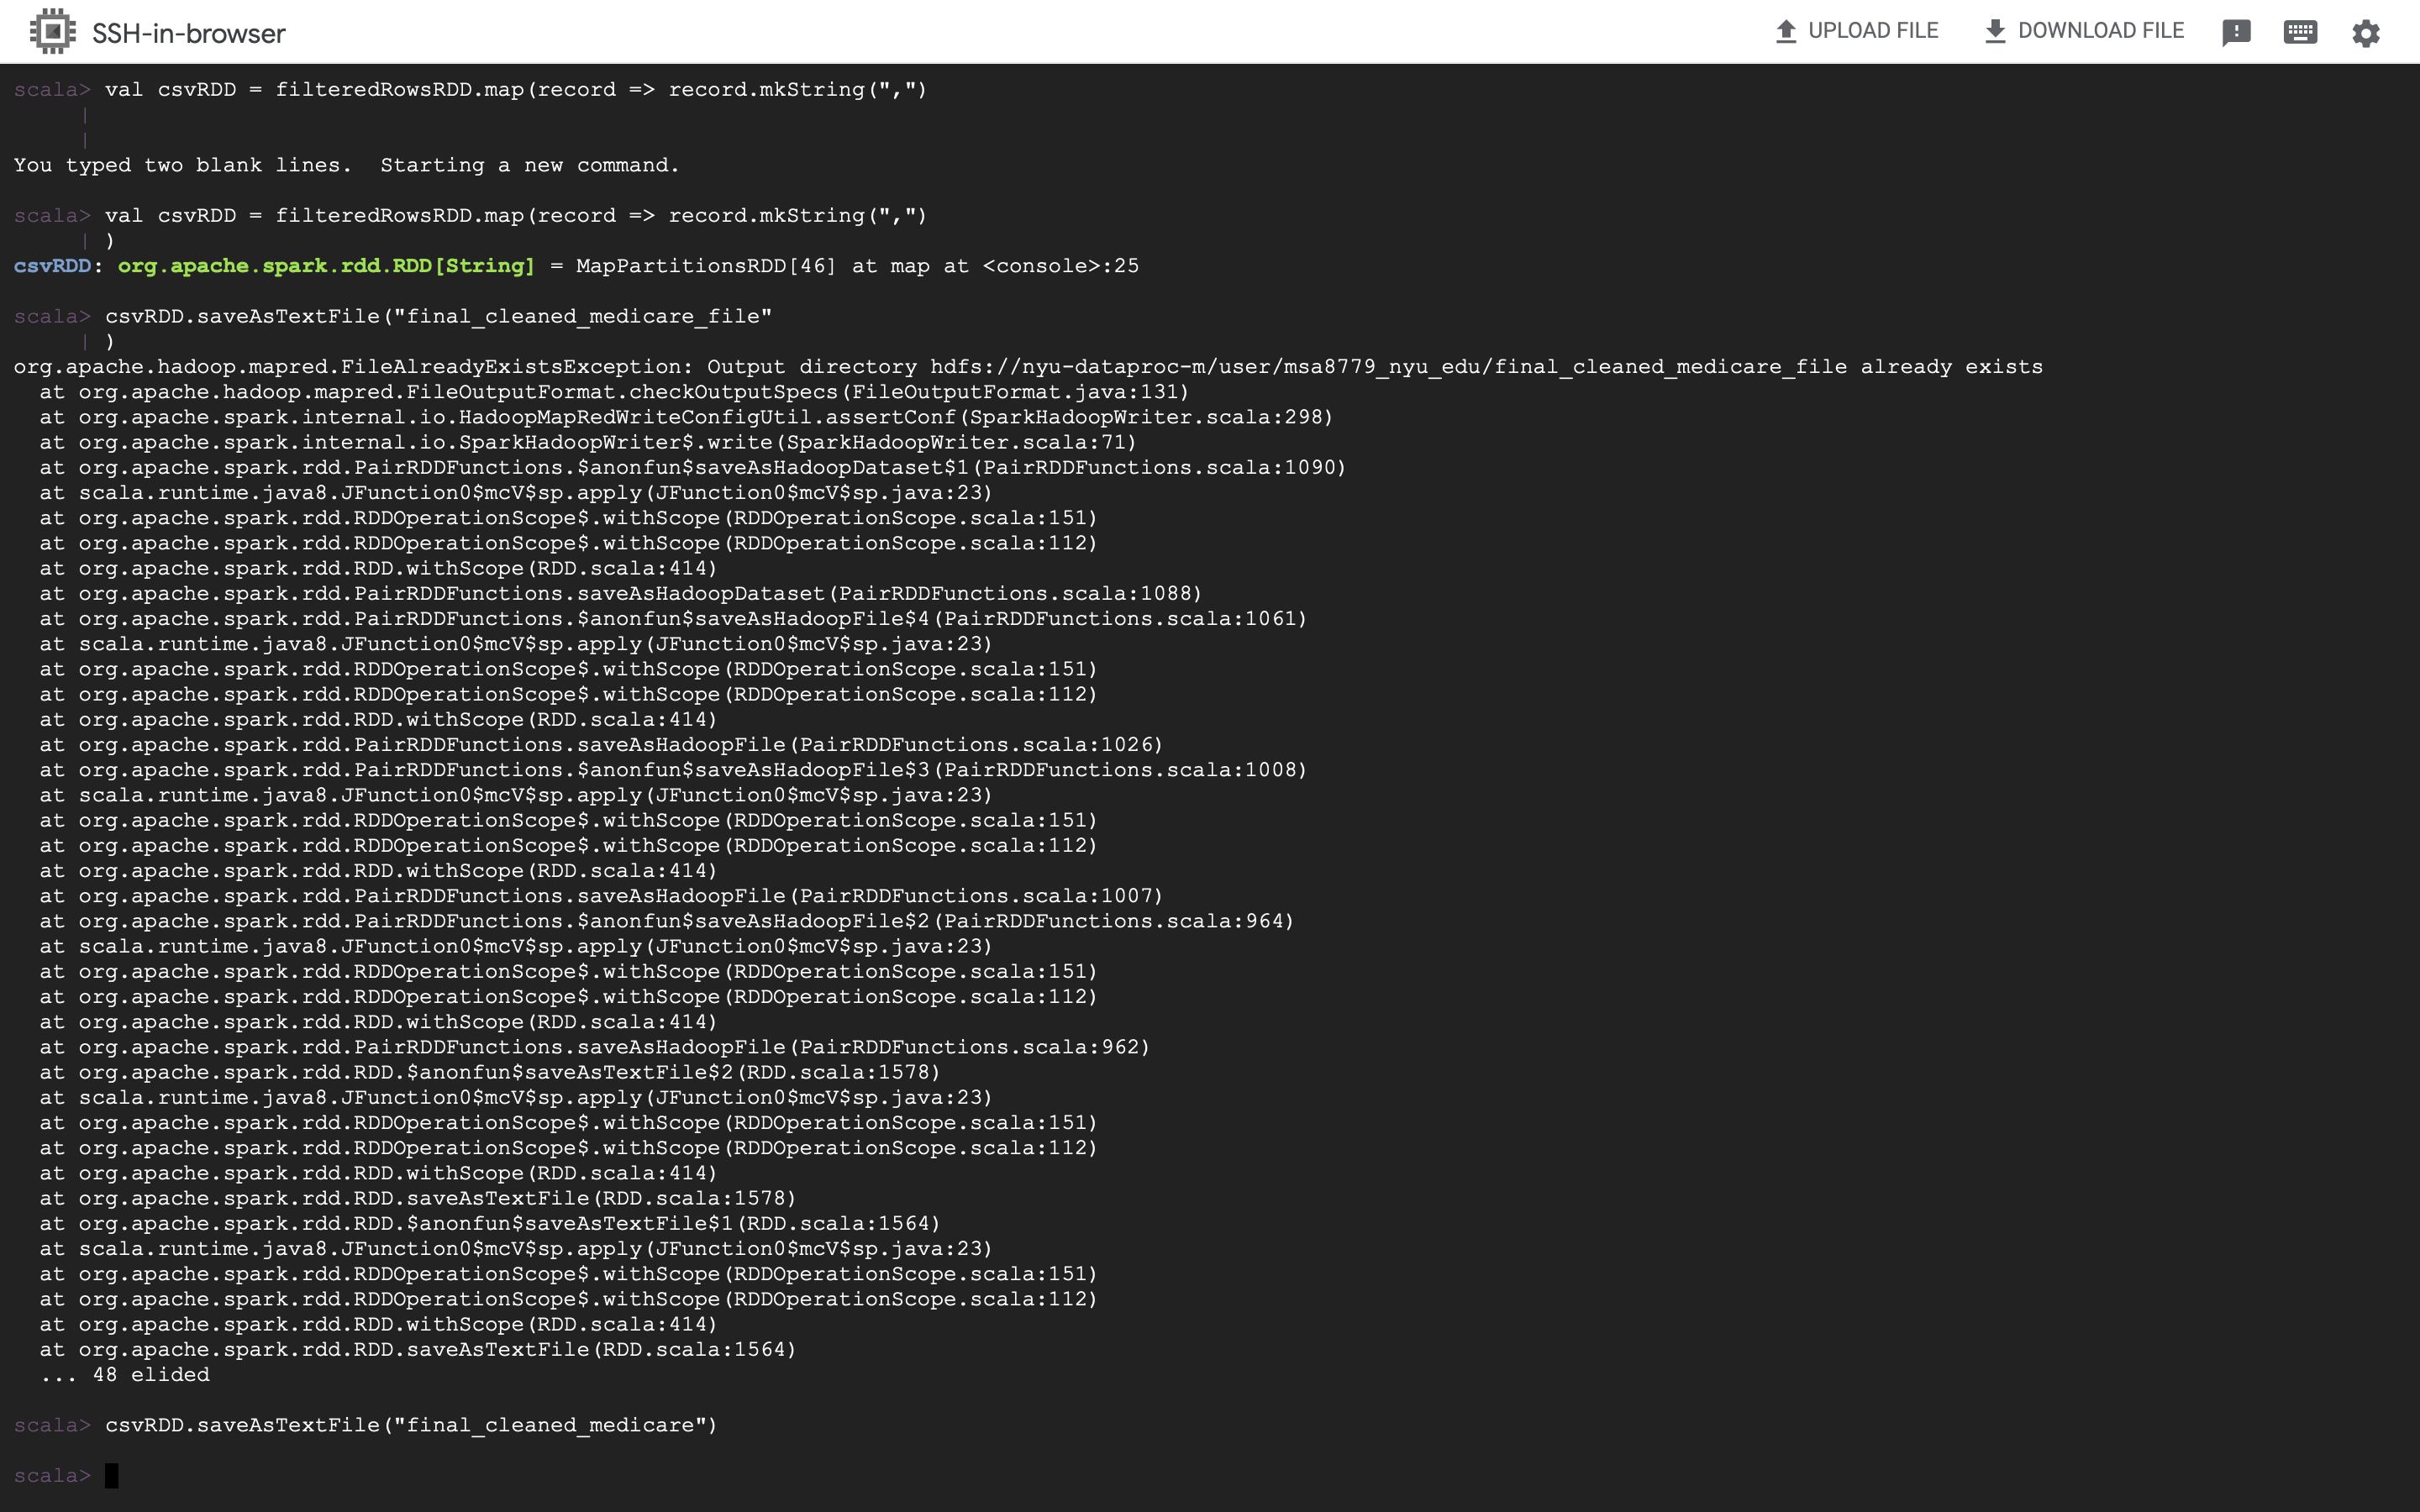 SSH-in-browser
UPLOAD FILE
DOWNLOAD FILE
scala> val csvRDD = filteredRowsRDD.map(record => record.mkString(",")
|
|
You typed two blank lines.  Starting a new command.
scala> val csvRDD = filteredRowsRDD.map(record => record.mkString(",")
| )
csvRDD: org.apache.spark.rdd.RDD[String] = MapPartitionsRDD[46] at map at <console>:25
scala> csvRDD.saveAsTextFile("final_cleaned_medicare_file"
| )
org.apache.hadoop.mapred.FileAlreadyExistsException: Output directory hdfs://nyu-dataproc-m/user/msa8779_nyu_edu/final_cleaned_medicare_file already exists
at org.apache.hadoop.mapred.FileOutputFormat.checkOutputSpecs(FileOutputFormat.java:131)
at org.apache.spark.internal.io.HadoopMapRedWriteConfigUtil.assertConf(SparkHadoopWriter.scala:298)
at org.apache.spark.internal.io.SparkHadoopWriter$.write(SparkHadoopWriter.scala:71)
at org.apache.spark.rdd.PairRDDFunctions.$anonfun$saveAsHadoopDataset$1(PairRDDFunctions.scala:1090)
at scala.runtime.java8.JFunction0$mcV$sp.apply(JFunction0$mcV$sp.java:23)
at org.apache.spark.rdd.RDDOperationScope$.withScope(RDDOperationScope.scala:151)
at org.apache.spark.rdd.RDDOperationScope$.withScope(RDDOperationScope.scala:112)
at org.apache.spark.rdd.RDD.withScope(RDD.scala:414)
at org.apache.spark.rdd.PairRDDFunctions.saveAsHadoopDataset(PairRDDFunctions.scala:1088)
at org.apache.spark.rdd.PairRDDFunctions.$anonfun$saveAsHadoopFile$4(PairRDDFunctions.scala:1061)
at scala.runtime.java8.JFunction0$mcV$sp.apply(JFunction0$mcV$sp.java:23)
at org.apache.spark.rdd.RDDOperationScope$.withScope(RDDOperationScope.scala:151)
at org.apache.spark.rdd.RDDOperationScope$.withScope(RDDOperationScope.scala:112)
at org.apache.spark.rdd.RDD.withScope(RDD.scala:414)
at org.apache.spark.rdd.PairRDDFunctions.saveAsHadoopFile(PairRDDFunctions.scala:1026)
at org.apache.spark.rdd.PairRDDFunctions.$anonfun$saveAsHadoopFile$3(PairRDDFunctions.scala:1008)
at scala.runtime.java8.JFunction0$mcV$sp.apply(JFunction0$mcV$sp.java:23)
at org.apache.spark.rdd.RDDOperationScope$.withScope(RDDOperationScope.scala:151)
at org.apache.spark.rdd.RDDOperationScope$.withScope(RDDOperationScope.scala:112)
at org.apache.spark.rdd.RDD.withScope(RDD.scala:414)
at org.apache.spark.rdd.PairRDDFunctions.saveAsHadoopFile(PairRDDFunctions.scala:1007)
at org.apache.spark.rdd.PairRDDFunctions.$anonfun$saveAsHadoopFile$2(PairRDDFunctions.scala:964)
at scala.runtime.java8.JFunction0$mcV$sp.apply(JFunction0$mcV$sp.java:23)
at org.apache.spark.rdd.RDDOperationScope$.withScope(RDDOperationScope.scala:151)
at org.apache.spark.rdd.RDDOperationScope$.withScope(RDDOperationScope.scala:112)
at org.apache.spark.rdd.RDD.withScope(RDD.scala:414)
at org.apache.spark.rdd.PairRDDFunctions.saveAsHadoopFile(PairRDDFunctions.scala:962)
at org.apache.spark.rdd.RDD.$anonfun$saveAsTextFile$2(RDD.scala:1578)
at scala.runtime.java8.JFunction0$mcV$sp.apply(JFunction0$mcV$sp.java:23)
at org.apache.spark.rdd.RDDOperationScope$.withScope(RDDOperationScope.scala:151)
at org.apache.spark.rdd.RDDOperationScope$.withScope(RDDOperationScope.scala:112)
at org.apache.spark.rdd.RDD.withScope(RDD.scala:414)
at org.apache.spark.rdd.RDD.saveAsTextFile(RDD.scala:1578)
at org.apache.spark.rdd.RDD.$anonfun$saveAsTextFile$1(RDD.scala:1564)
at scala.runtime.java8.JFunction0$mcV$sp.apply(JFunction0$mcV$sp.java:23)
at org.apache.spark.rdd.RDDOperationScope$.withScope(RDDOperationScope.scala:151)
at org.apache.spark.rdd.RDDOperationScope$.withScope(RDDOperationScope.scala:112)
at org.apache.spark.rdd.RDD.withScope(RDD.scala:414)
at org.apache.spark.rdd.RDD.saveAsTextFile(RDD.scala:1564)
... 48 elided
scala> csvRDD.saveAsTextFile("final_cleaned_medicare")
scala>